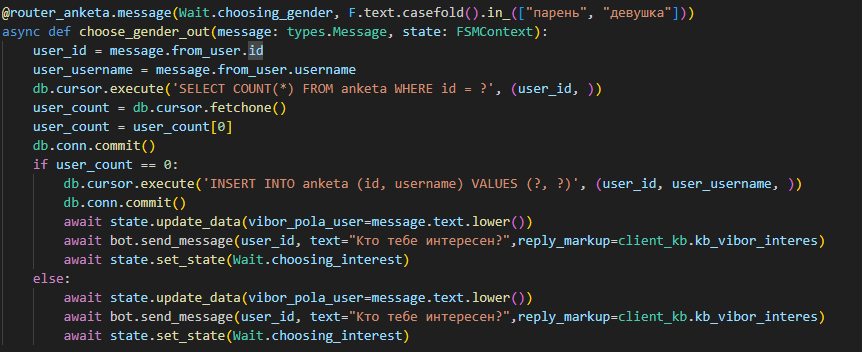 @router_anketa.message(Wait.choosing_gender, F.text.casefold().in_(["парень", "девушка"]))
async def choose_gender_out(message: types.Message, state: FSMContext):
    user_id = message.from_user.id
    user_username = message.from_user.username
    db.cursor.execute('SELECT COUNT(*) FROM anketa WHERE id = ?', (user_id, ))
    user_count = db.cursor.fetchone()
    user_count = user_count[0]
    db.conn.commit()
    if user_count == 0:
        db.cursor.execute('INSERT INTO anketa (id, username) VALUES (?, ?)', (user_id, user_username, ))
        db.conn.commit()
        await state.update_data(vibor_pola_user=message.text.lower())
        await bot.send_message(user_id, text="Кто тебе интересен?",reply_markup=client_kb.kb_vibor_interes)
        await state.set_state(Wait.choosing_interest)
    else:
        await state.update_data(vibor_pola_user=message.text.lower())
        await bot.send_message(user_id, text="Кто тебе интересен?",reply_markup=client_kb.kb_vibor_interes)
        await state.set_state(Wait.choosing_interest)